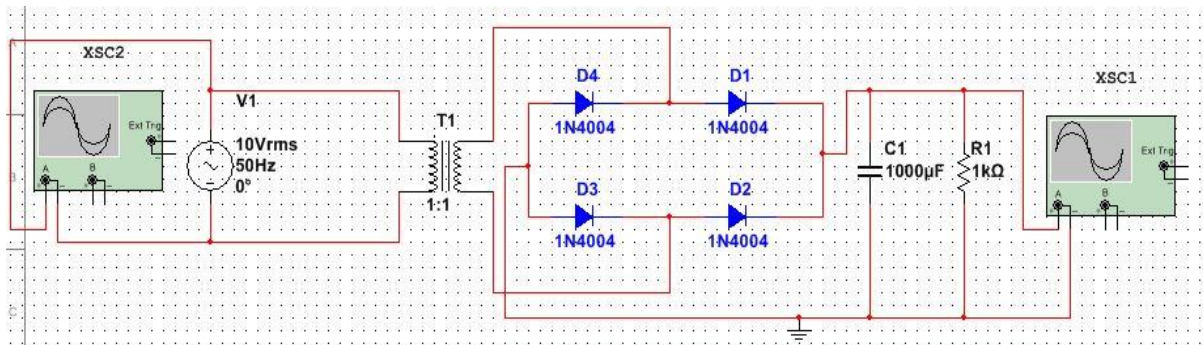 A
XSC2
Ext Trig
A
B
V1
10Vrms
50Hz
0°
T1
1:1
D4
1N4004
D1
1N4004
D3
1N4004
D2
1N4004
C1
1000µF
R1
1kΩ
XSC1
Ext Trig
A
B
B
C